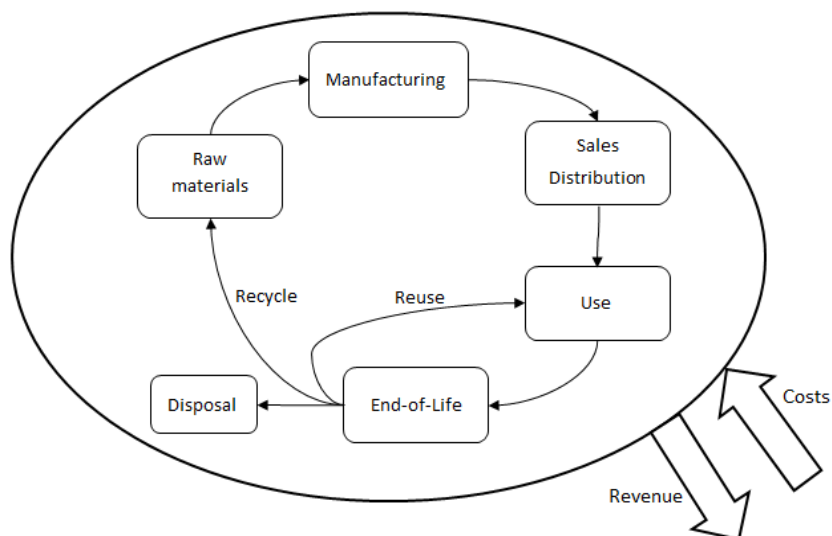 Manufacturing
Sales
Distribution
Raw
materials
Recycle
Reuse
Use
Disposal
End-of-Life
Costs
Revenue